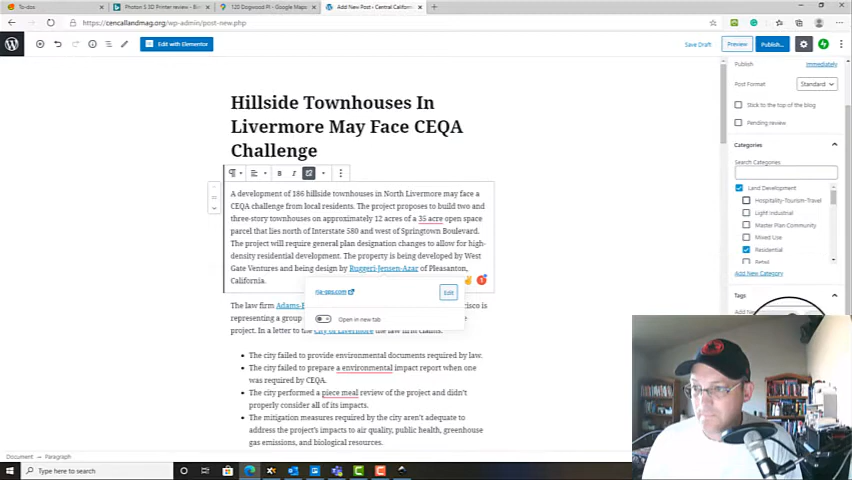 To-dos
Photon S 3D Printer review - B
120 Dogwood Pl - Google Maps
Add New Post ‹ Central Californi
https://cencallandmag.org/wp-admin/post-new.php
Edit with Elementor
Save Draft
Preview
Publish...
Hillside Townhouses In
Livermore May Face CEQA
Challenge
B
I
A development of 186 hillside townhouses in North Livermore may face a
CEQA challenge from local residents. The project proposes to build two and
three-story townhouses on approximately 12 acres of a 35 acre open space
parcel that lies north of Interstate 580 and west of Springtown Boulevard.
The project will require general plan designation changes to allow for high-
density residential development. The property is being developed by West
Gate Ventures and being design by Ruggeri-Jensen-Azar of Pleasanton,
California.
rja-gps.com
Edit
Open in new tab
The law firm Adams-B
cisco is
representing a group
project. In a letter to the City of Livermore the law firm claims:
The city failed to provide environmental documents required by law.
The city failed to prepare a environmental impact report when one
was required by CEQA.
The city performed a piece meal review of the project and didn't
properly consider all of its impacts.
The mitigation measures required by the city aren't adequate to
address the project's impacts to air quality, public health, greenhouse
gas emissions, and biological resources.
Publish
Immediately
Post Format
Standard
Stick to the top of the blog
Pending review
Categories
Search Categories
Land Development
Hospitality-Tourism-Travel
Light Industrial
Master Plan Community
Mixed Use
Residential
Retail
Add New Category
Tags
Add New
Document → Paragraph
Type here to search